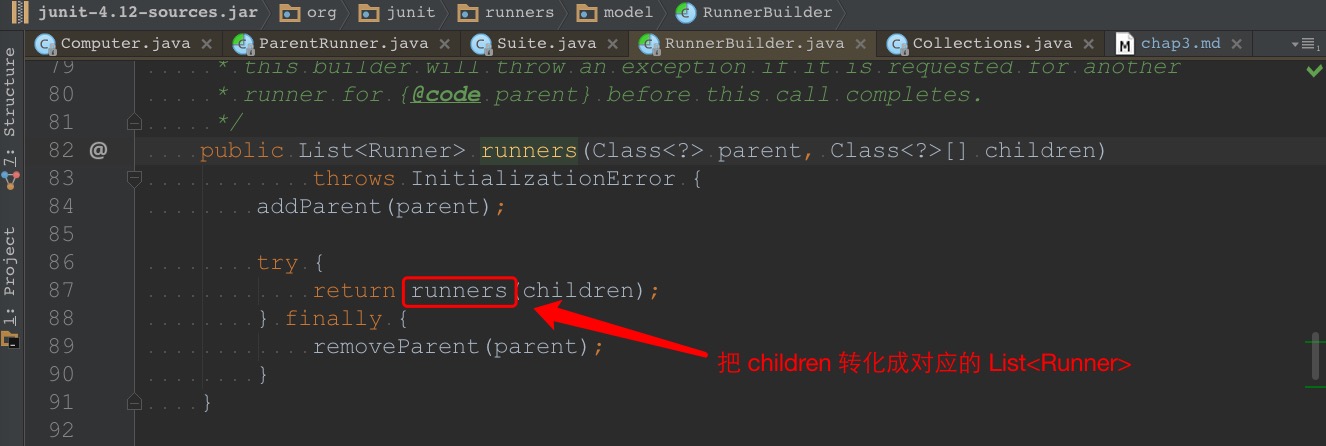 junit-4.12-sources.jar org junit runners model RunnerBuilder
Computer.java ParentRunner.java Suite.java RunnerBuilder.java Collections.java chap3.md
7: Structure
1: Project
79 * this builder will throw an exception if it is requested for another
80 * runner for {@code parent} before this call completes.
81 */
82 @ public List<Runner> runners(Class<?> parent, Class<?>[] children)
83 throws InitializationError {
84 addParent(parent);
85
86 try {
87 return runners(children);
88 } finally {
89 removeParent(parent);
把 children 转化成对应的 List<Runner>
90 }
91 }
92